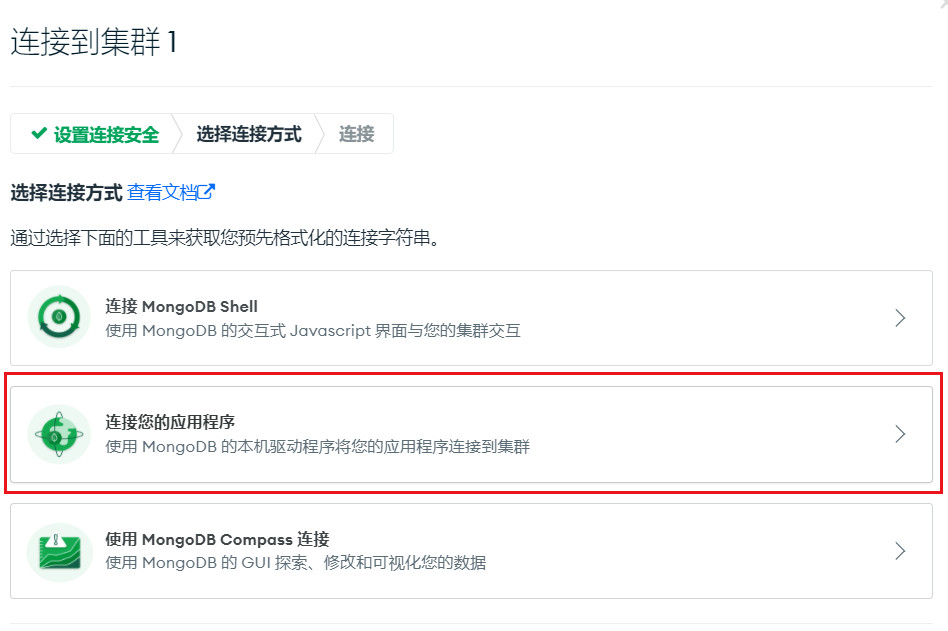 连接到集群 1
设置连接安全 选择连接方式 连接
选择连接方式 查看文档
通过选择下面的工具来获取您预先格式化的连接字符串。
连接 MongoDB Shell
使用 MongoDB 的交互式 Javascript 界面与您的集群交互
连接您的应用程序
使用 MongoDB 的本机驱动程序将您的应用程序连接到集群
使用 MongoDB Compass 连接
使用 MongoDB 的 GUI 探索、修改和可视化您的数据